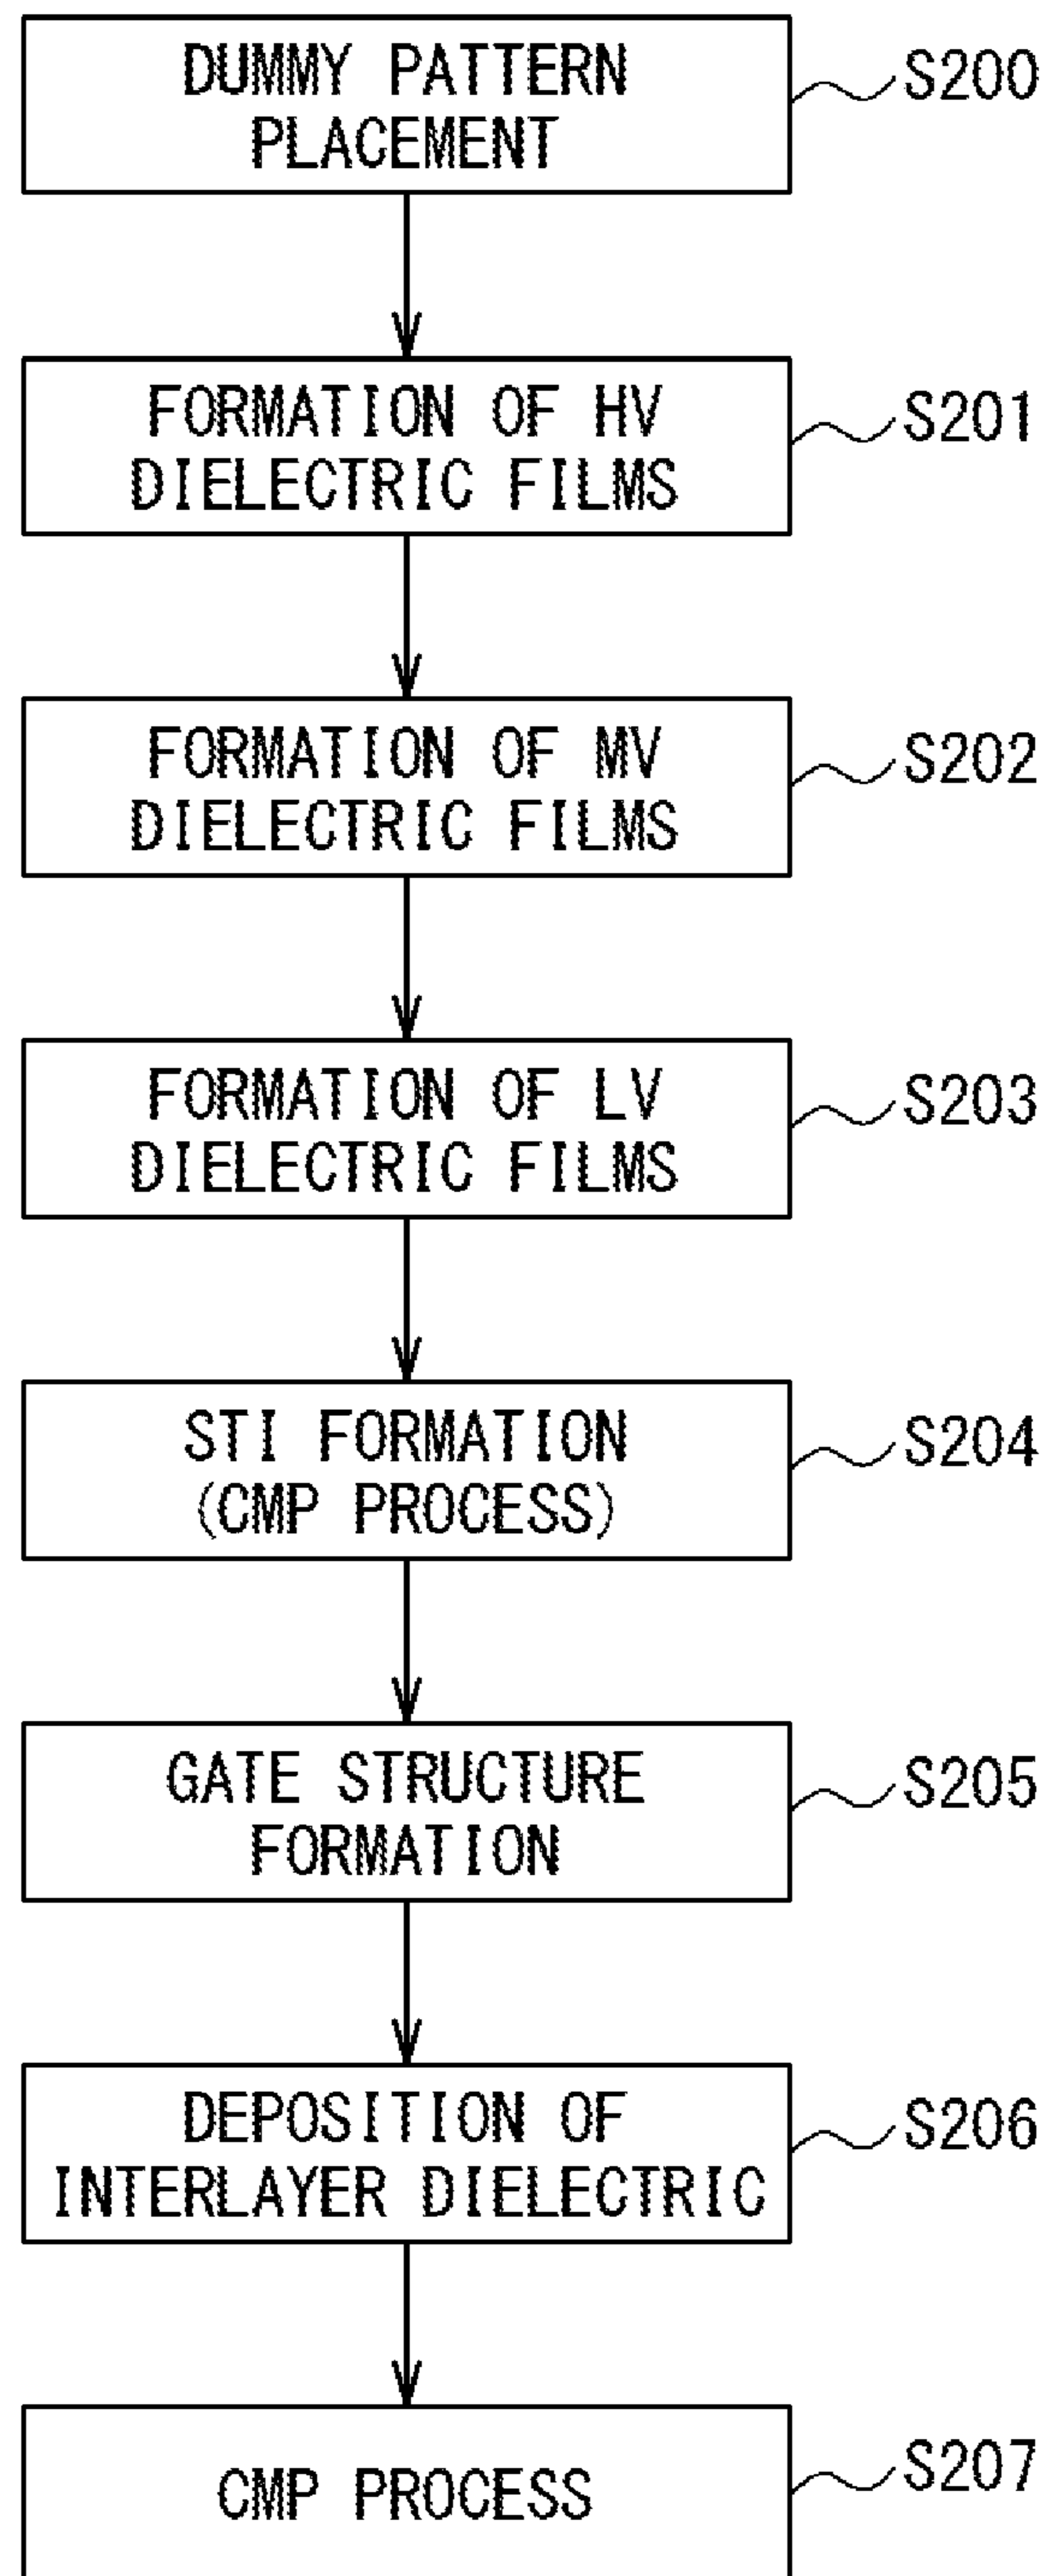 DUMMY PATTERN
PLACEMENT
S200
FORMATION OF HV
DIELECTRIC FILMS
S201
FORMATION OF MV
DIELECTRIC FILMS
S202
FORMATION OF LV
DIELECTRIC FILMS
S203
STI FORMATION
(CMP PROCESS)
S204
GATE STRUCTURE
FORMATION
S205
DEPOSITION OF
INTERLAYER DIELECTRIC
S206
CMP PROCESS
S207